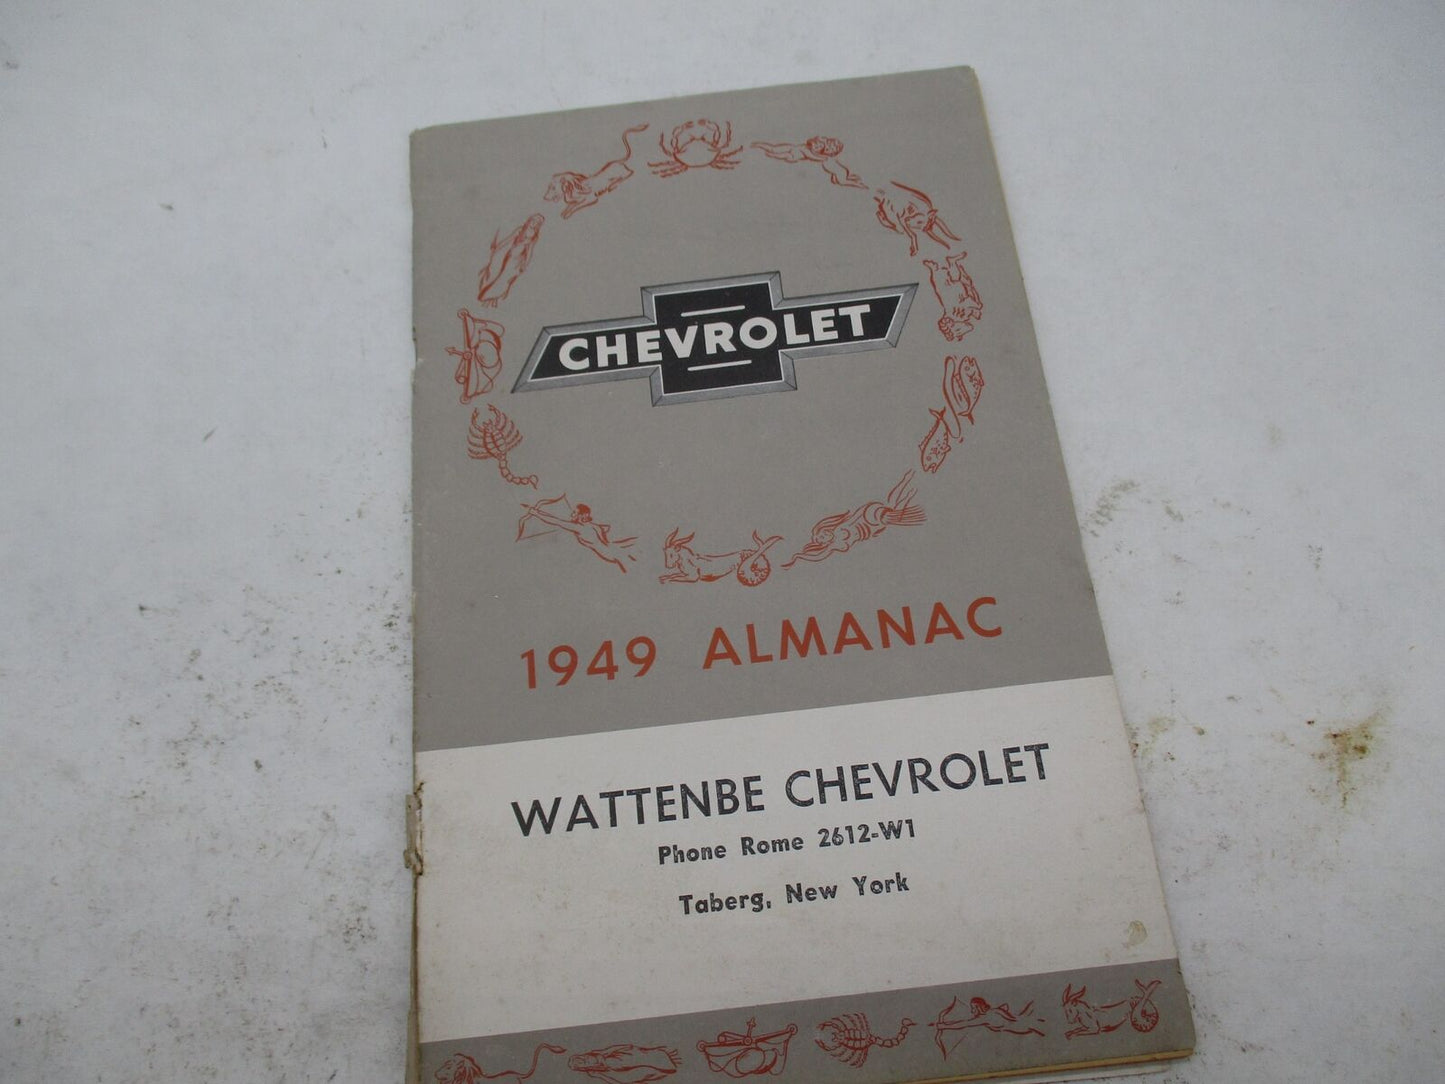 CHEVROLET
1949 ALMANAC
WATTENBE CHEVROLET
Phone Rome 2612-W1
Taberg, New York